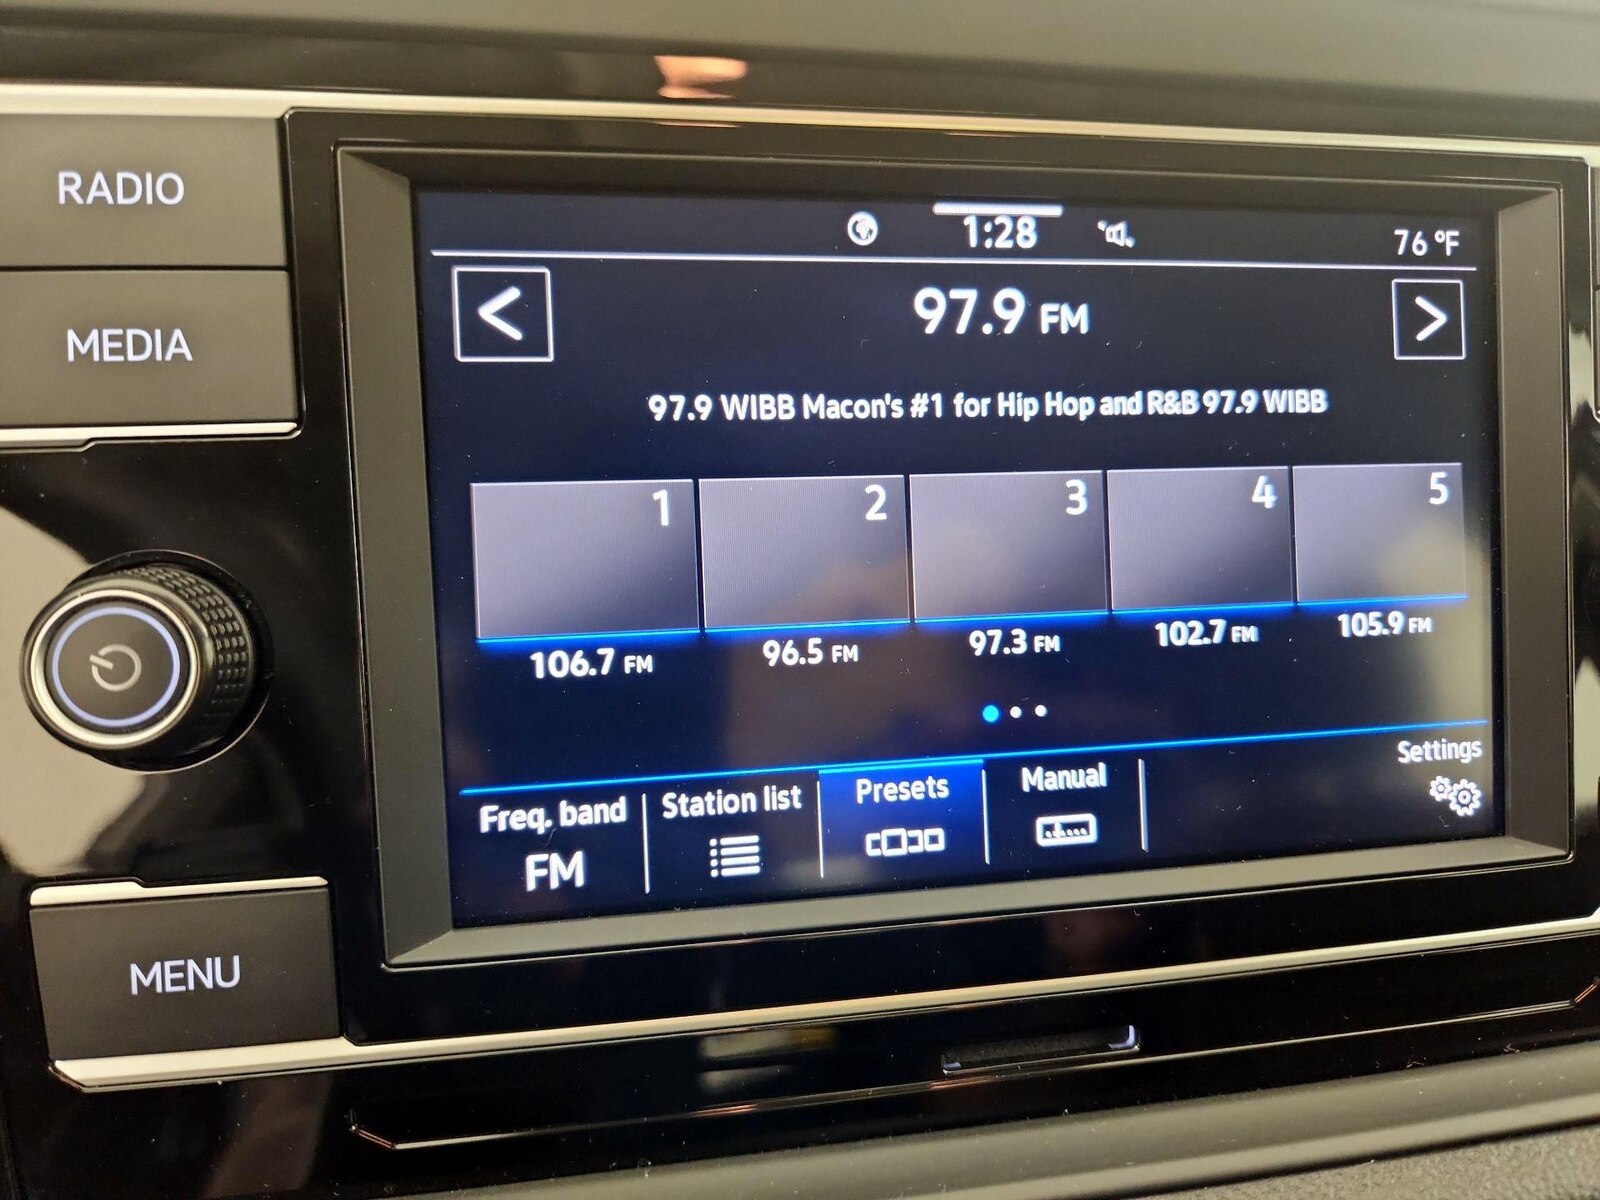 RADIO
MEDIA
MENU
1:28
76 °F
<
97.9 FM
>
97.9 WIBB Macon's #1 for Hip Hop and R&B 97.9 WIBB
1
2
3
4
5
106.7 FM
96.5 FM
97.3 FM
102.7 FM
105.9 FM
Freq. band
FM
Station list
Presets
Manual
Settings